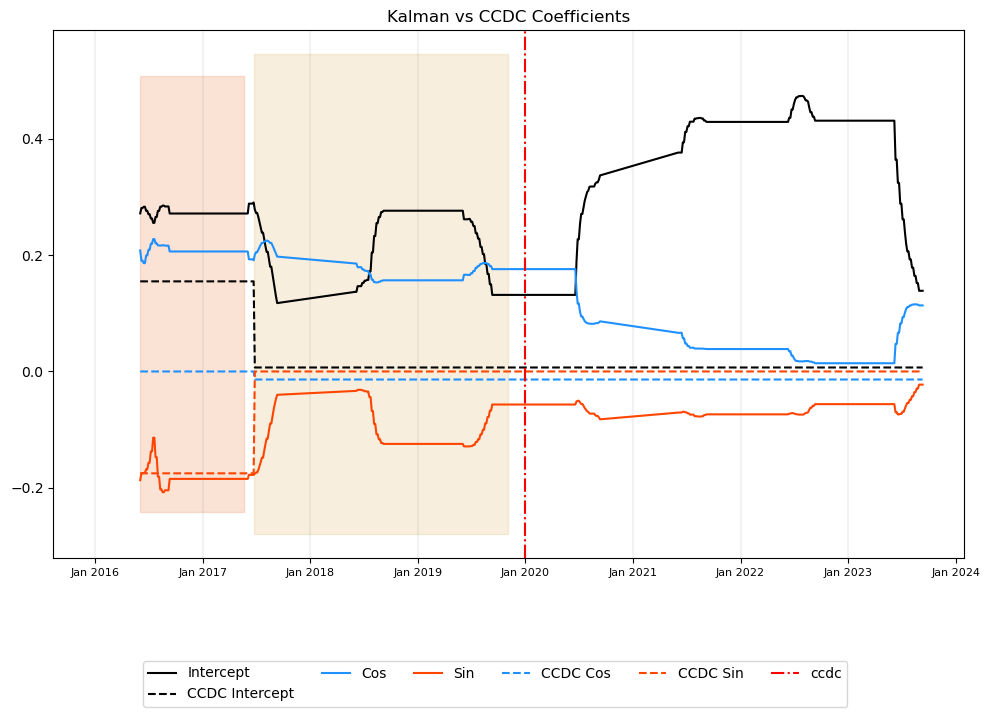 Kalman vs CCDC Coefficients
0.4
0.2
0.0
−0.2
Jan 2016 Jan 2017 Jan 2018 Jan 2019 Jan 2020 Jan 2021 Jan 2022 Jan 2023 Jan 2024
Intercept Cos Sin CCDC Cos CCDC Sin ccdc
CCDC Intercept